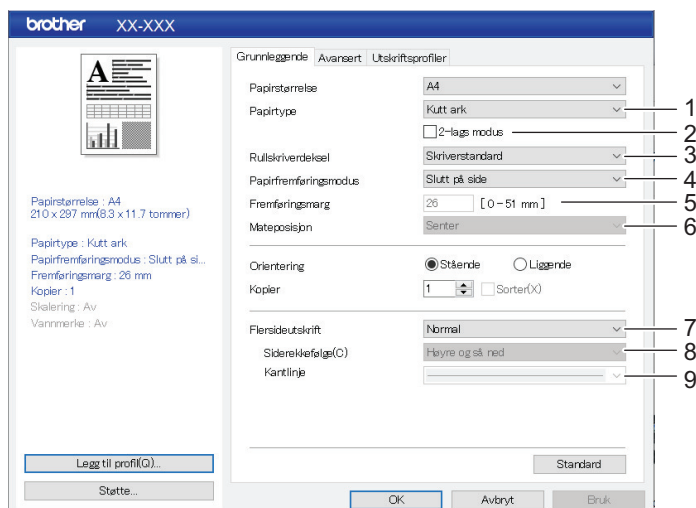 brother XX-XXX
A
Papirstørrelse : A4
210 x 297 mm(8.3 x 11.7 tommer)
Papirtype : Kutt ark
Papirfremføringsmodus : Slutt på si...
Fremføringsmarg : 26 mm
Kopier : 1
Skalering : Av
Vannmerke : Av
Legg til profil(Q)...
Støtte...
Grunnleggende Avansert Utskriftsprofiler
Papirstørrelse A4
Papirtype Kutt ark 1
2-lags modus 2
Rullskriverdeksel Skriverstandard 3
Papirfremføringsmodus Slutt på side 4
Fremføringsmarg 26 [ 0 – 51 mm ] 5
Mateposisjon Senter 6
Orientering Stående Liggende
Kopier 1 Sorter(X)
Flersideutskrift Normal 7
Siderekkefølge(C) Høyre og så ned 8
Kantlinje 9
Standard
OK Avbryt Bruk